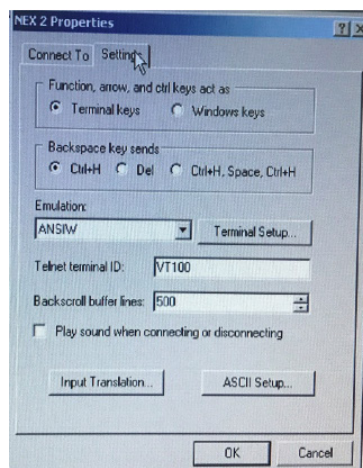 NEX 2 Properties
Connect To Settings
Function, arrow, and ctrl keys act as
Terminal keys Windows keys
Backspace key sends
Ctrl+H Del Ctrl+H, Space, Ctrl+H
Emulation:
ANSIW Terminal Setup...
Telnet terminal ID: VT100
Backscroll buffer lines: 500
Play sound when connecting or disconnecting
Input Translation... ASCII Setup...
OK Cancel